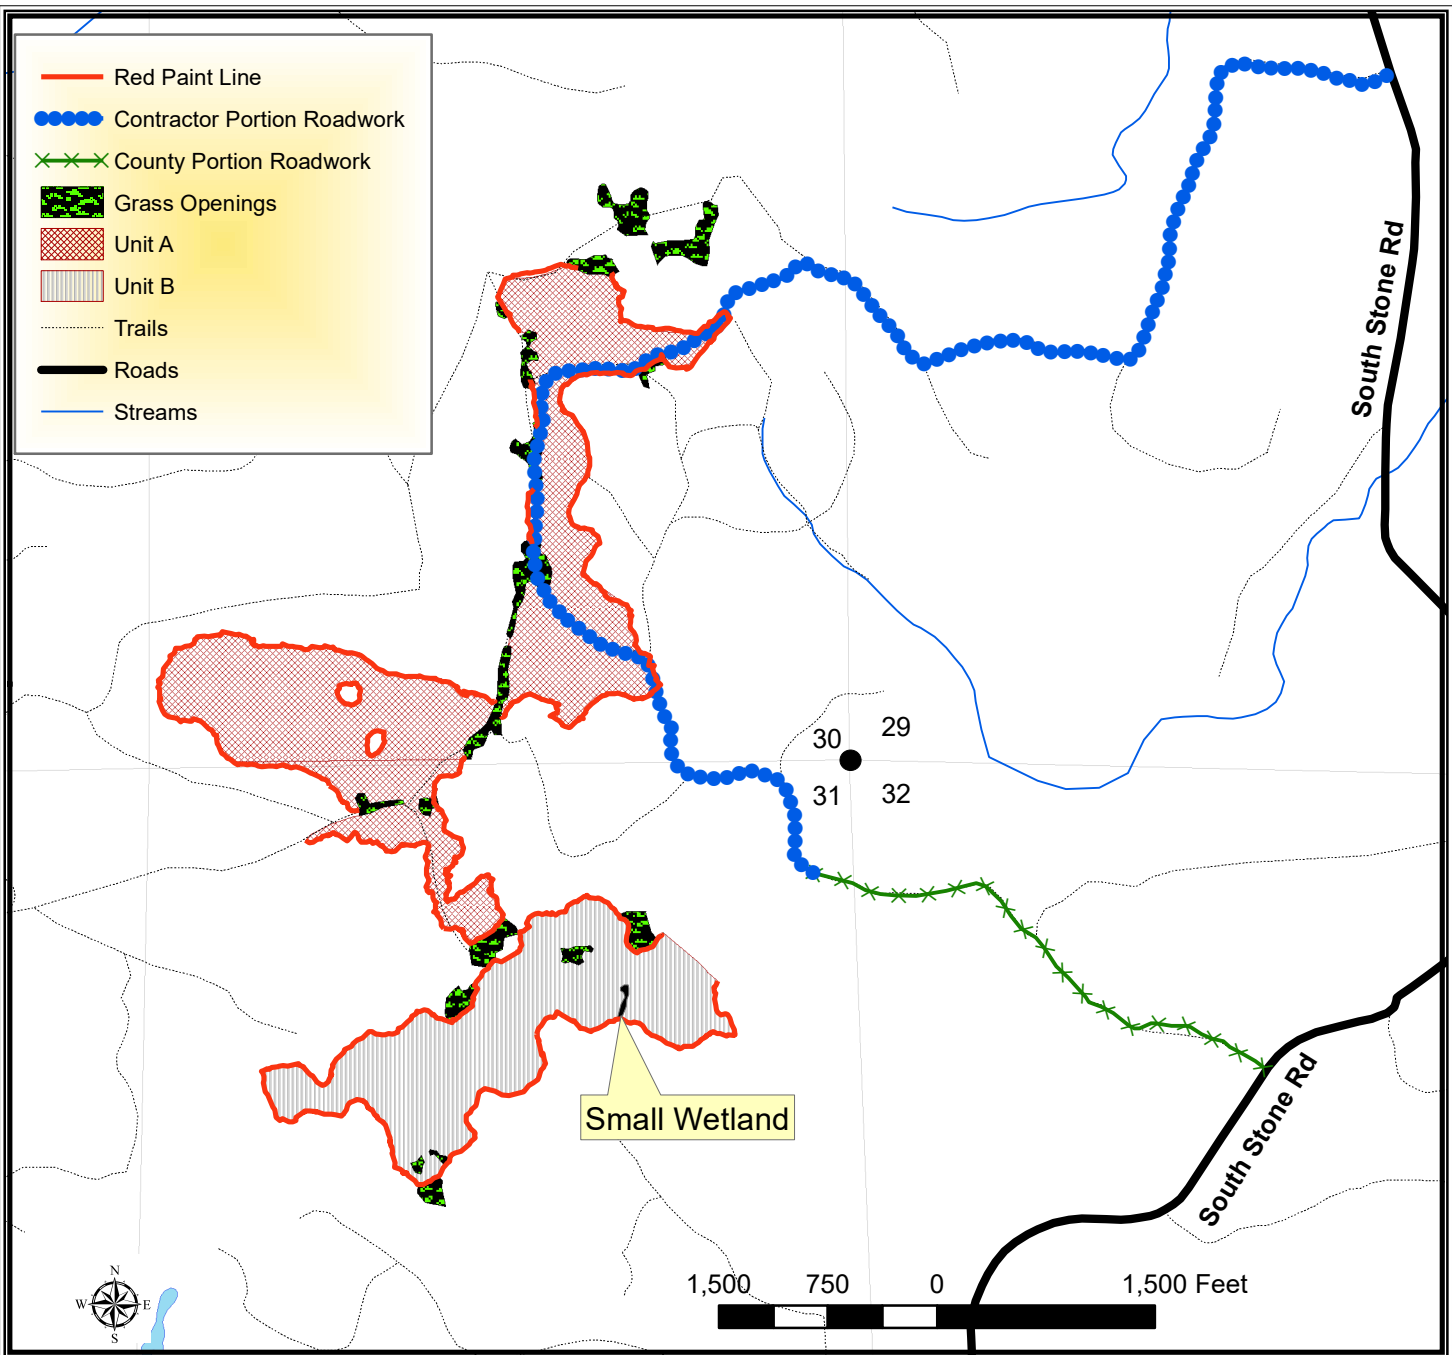 Red Paint Line
Contractor Portion Roadwork
County Portion Roadwork
Grass Openings
Unit A
Unit B
Trails
Roads
Streams
South Stone Rd
30 29
31 32
Small Wetland
South Stone Rd
N
W E
S
1,500 750 0 1,500 Feet